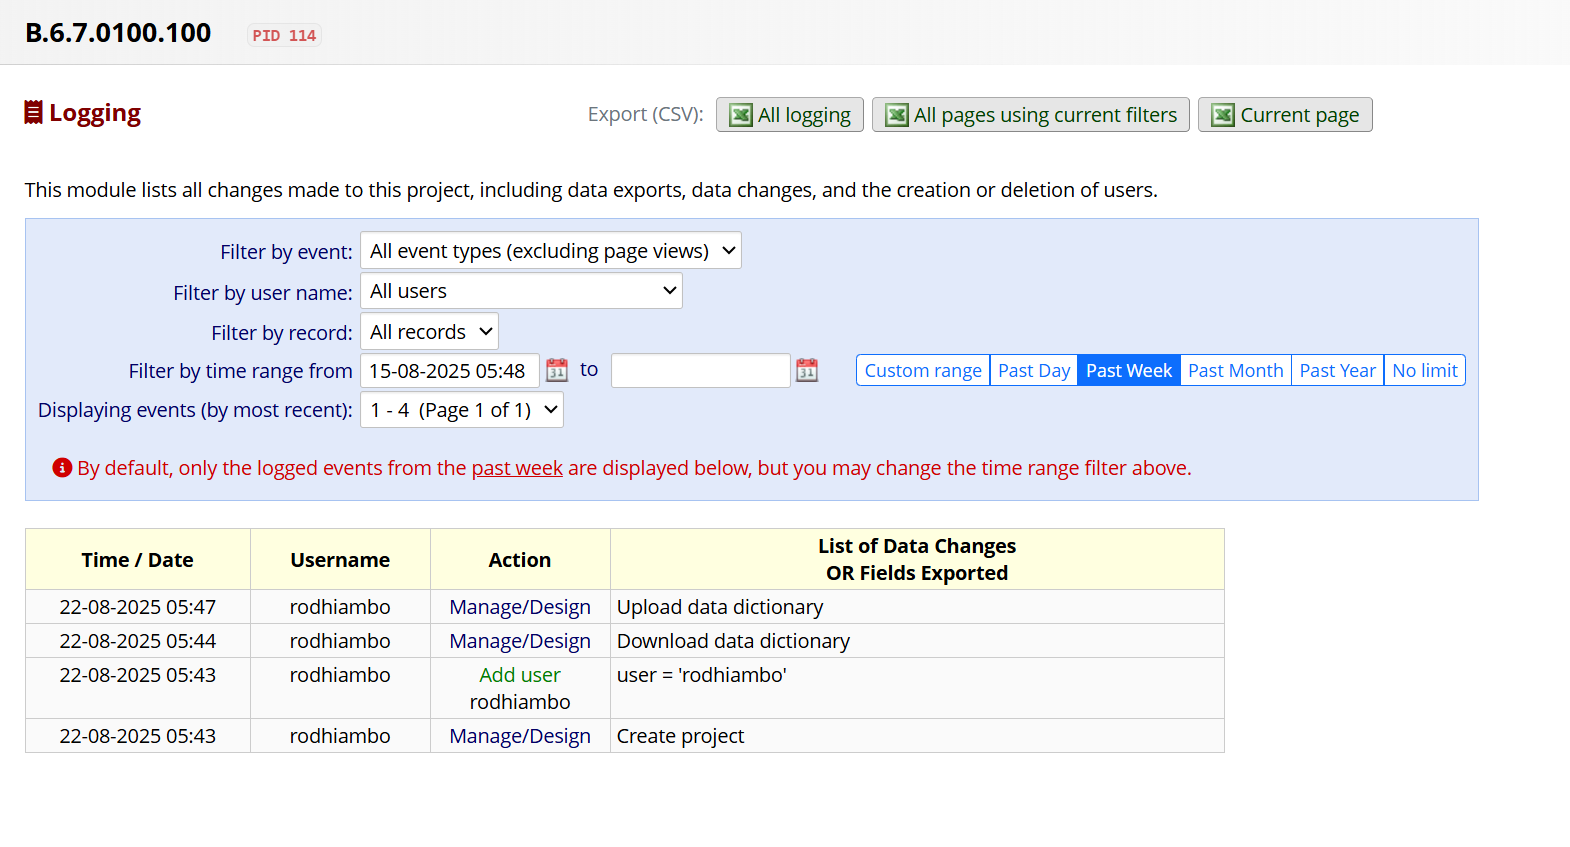 B.6.7.0100.100 PID 114
Logging Export (CSV): All logging All pages using current filters Current page
This module lists all changes made to this project, including data exports, data changes, and the creation or deletion of users.
Filter by event: All event types (excluding page views)
Filter by user name: All users
Filter by record: All records
Filter by time range from 15-08-2025 05:48 31 to 31 Custom range Past Day Past Week Past Month Past Year No limit
Displaying events (by most recent): 1 - 4 (Page 1 of 1)
By default, only the logged events from the past week are displayed below, but you may change the time range filter above.
Time / Date Username Action List of Data Changes
OR Fields Exported
22-08-2025 05:47 rodhiambo Manage/Design Upload data dictionary
22-08-2025 05:44 rodhiambo Manage/Design Download data dictionary
22-08-2025 05:43 rodhiambo Add user user = 'rodhiambo'
rodhiambo
22-08-2025 05:43 rodhiambo Manage/Design Create project